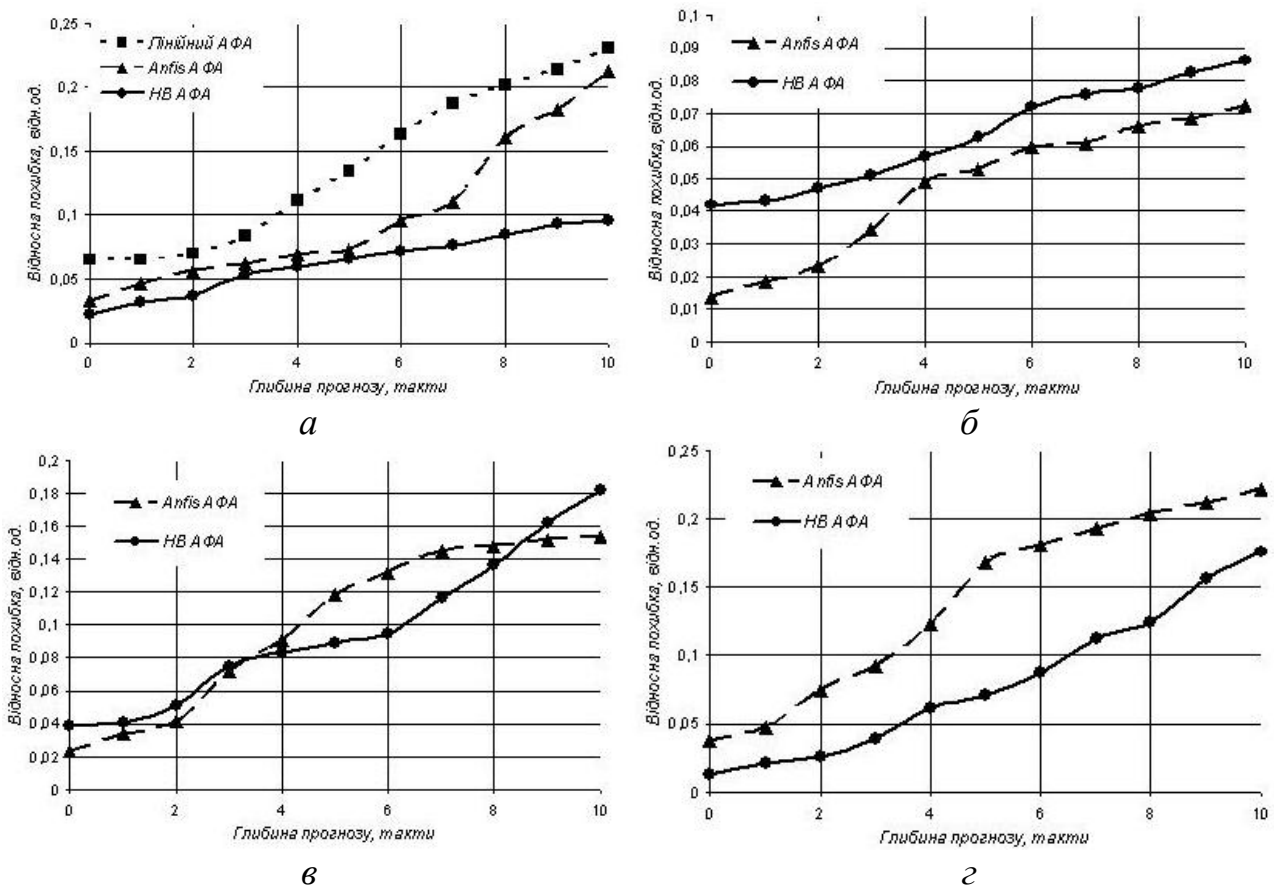 0,25
0,2
0,15
0,1
0,05
0
Відносна похибка, відн.од.
Лінійний АФА
Anfis АФА
НВ АФА
0 2 4 6 8 10
Глибина прогнозу, такти
а
0,1
0,09
0,08
0,07
0,06
0,05
0,04
0,03
0,02
0,01
0
Відносна похибка, відн.од.
Anfis АФА
НВ АФА
0 2 4 6 8 10
Глибина прогнозу, такти
б
0,2
0,18
0,16
0,14
0,12
0,1
0,08
0,06
0,04
0,02
0
Відносна похибка, відн.од.
Anfis АФА
НВ АФА
0 2 4 6 8 10
Глибина прогнозу, такти
в
0,25
0,2
0,15
0,1
0,05
0
Відносна похибка, відн.од.
Anfis АФА
НВ АФА
0 2 4 6 8 10
Глибина прогнозу, такти
г